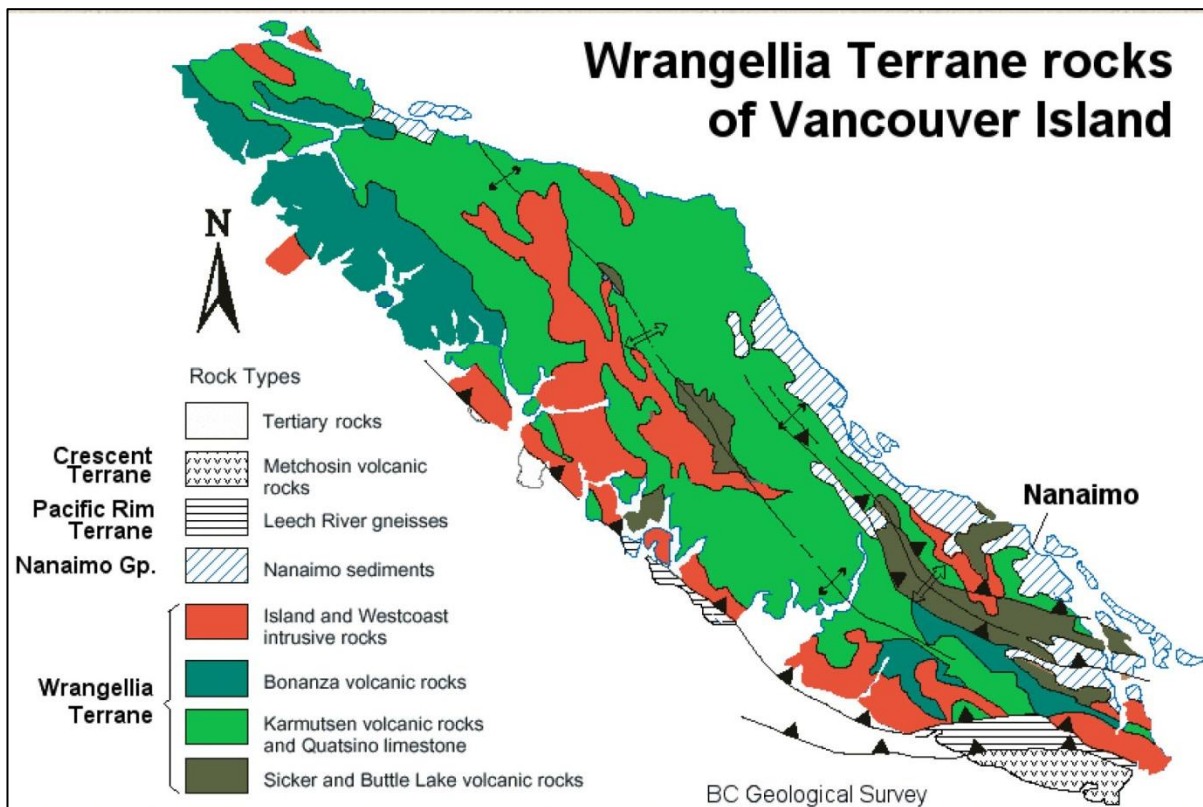 Wrangellia Terrane rocks
of Vancouver Island
N
Rock Types
Tertiary rocks
Crescent
Terrane
Metchosin volcanic
rocks
Pacific Rim
Terrane
Leech River gneisses
Nanaimo Gp.
Nanaimo sediments
Island and Westcoast
intrusive rocks
Bonanza volcanic rocks
Wrangellia
Terrane
Karmutsen volcanic rocks
and Quatsino limestone
Sicker and Buttle Lake volcanic rocks
Nanaimo
BC Geological Survey